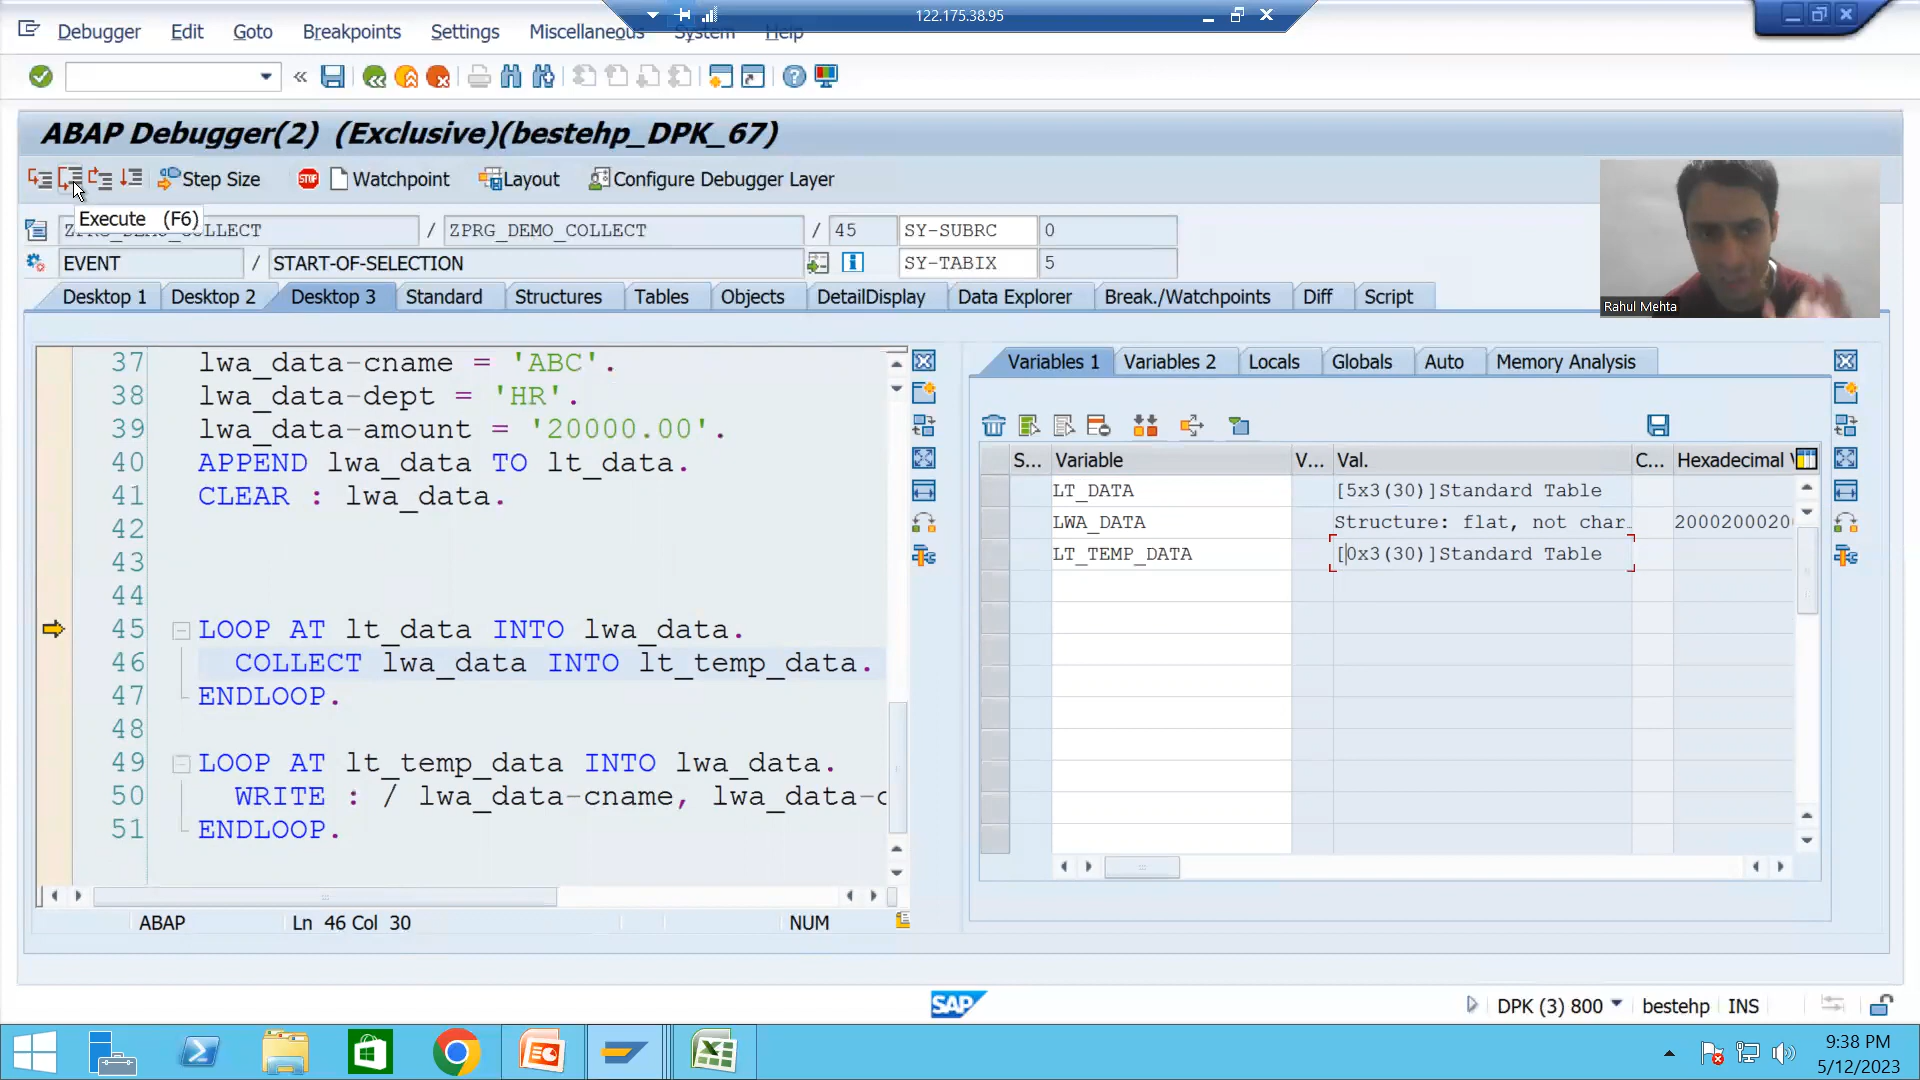 122.175.38.95
Debugger Edit Goto Breakpoints Settings Miscellaneous System Help
ABAP Debugger(2) (Exclusive)(bestehp_DPK_67)
Step Size STOP Watchpoint Layout Configure Debugger Layer
Execute (F6)
ZPRG_DEMO_COLLECT / ZPRG_DEMO_COLLECT / 45 SY-SUBRC 0
EVENT / START-OF-SELECTION SY-TABIX 5
Rahul Mehta
Desktop 1 Desktop 2 Desktop 3 Standard Structures Tables Objects DetailDisplay Data Explorer Break./Watchpoints Diff Script
37 lwa_data-cname = 'ABC'.
38 lwa_data-dept = 'HR'.
39 lwa_data-amount = '20000.00'.
40 APPEND lwa_data TO lt_data.
41 CLEAR : lwa_data.
42
43
44
45 LOOP AT lt_data INTO lwa_data.
46 COLLECT lwa_data INTO lt_temp_data.
47 ENDLOOP.
48
49 LOOP AT lt_temp_data INTO lwa_data.
50 WRITE : / lwa_data-cname, lwa_data-
51 ENDLOOP.
ABAP Ln 46 Col 30 NUM
Variables 1 Variables 2 Locals Globals Auto Memory Analysis
S... Variable V... Val. C... Hexadecimal
LT_DATA [5x3(30)]Standard Table
LWA_DATA Structure: flat, not char. 2000200020
LT_TEMP_DATA [0x3(30)]Standard Table
SAP
DPK (3) 800 bestehp INS
9:38 PM
5/12/2023